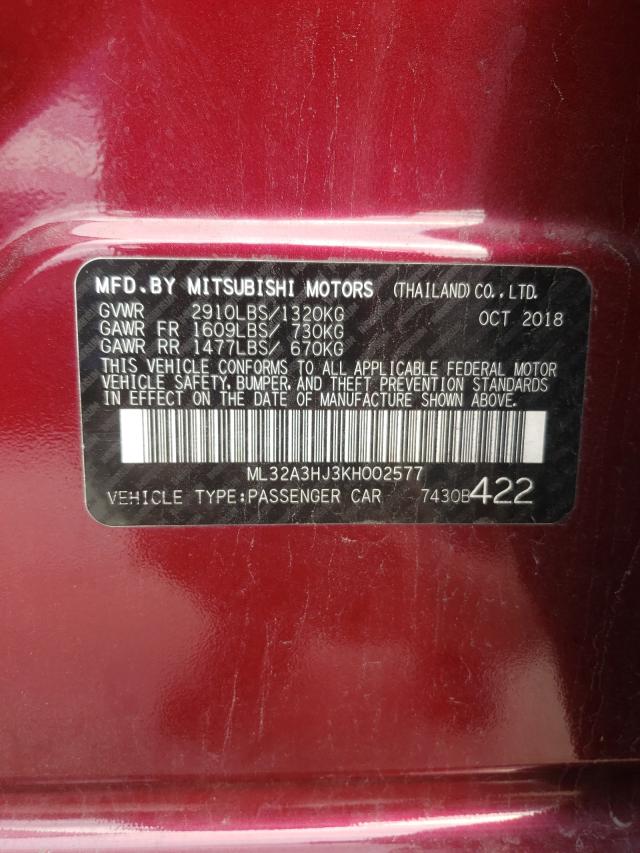 MFD.BY MITSUBISHI MOTORS (THAILAND)CO.,LTD.
GVWR 2910LBS/1320KG OCT 2018
GAWR FR 1609LBS/ 730KG
GAWR RR 1477LBS/ 670KG
THIS VEHICLE CONFORMS TO ALL APPLICABLE FEDERAL MOTOR
VEHICLE SAFETY, BUMPER, AND THEFT PREVENTION STANDARDS
IN EFFECT ON THE DATE OF MANUFACTURE SHOWN ABOVE.
ML32A3HJ3KH002577
VEHICLE TYPE:PASSENGER CAR 7430B422